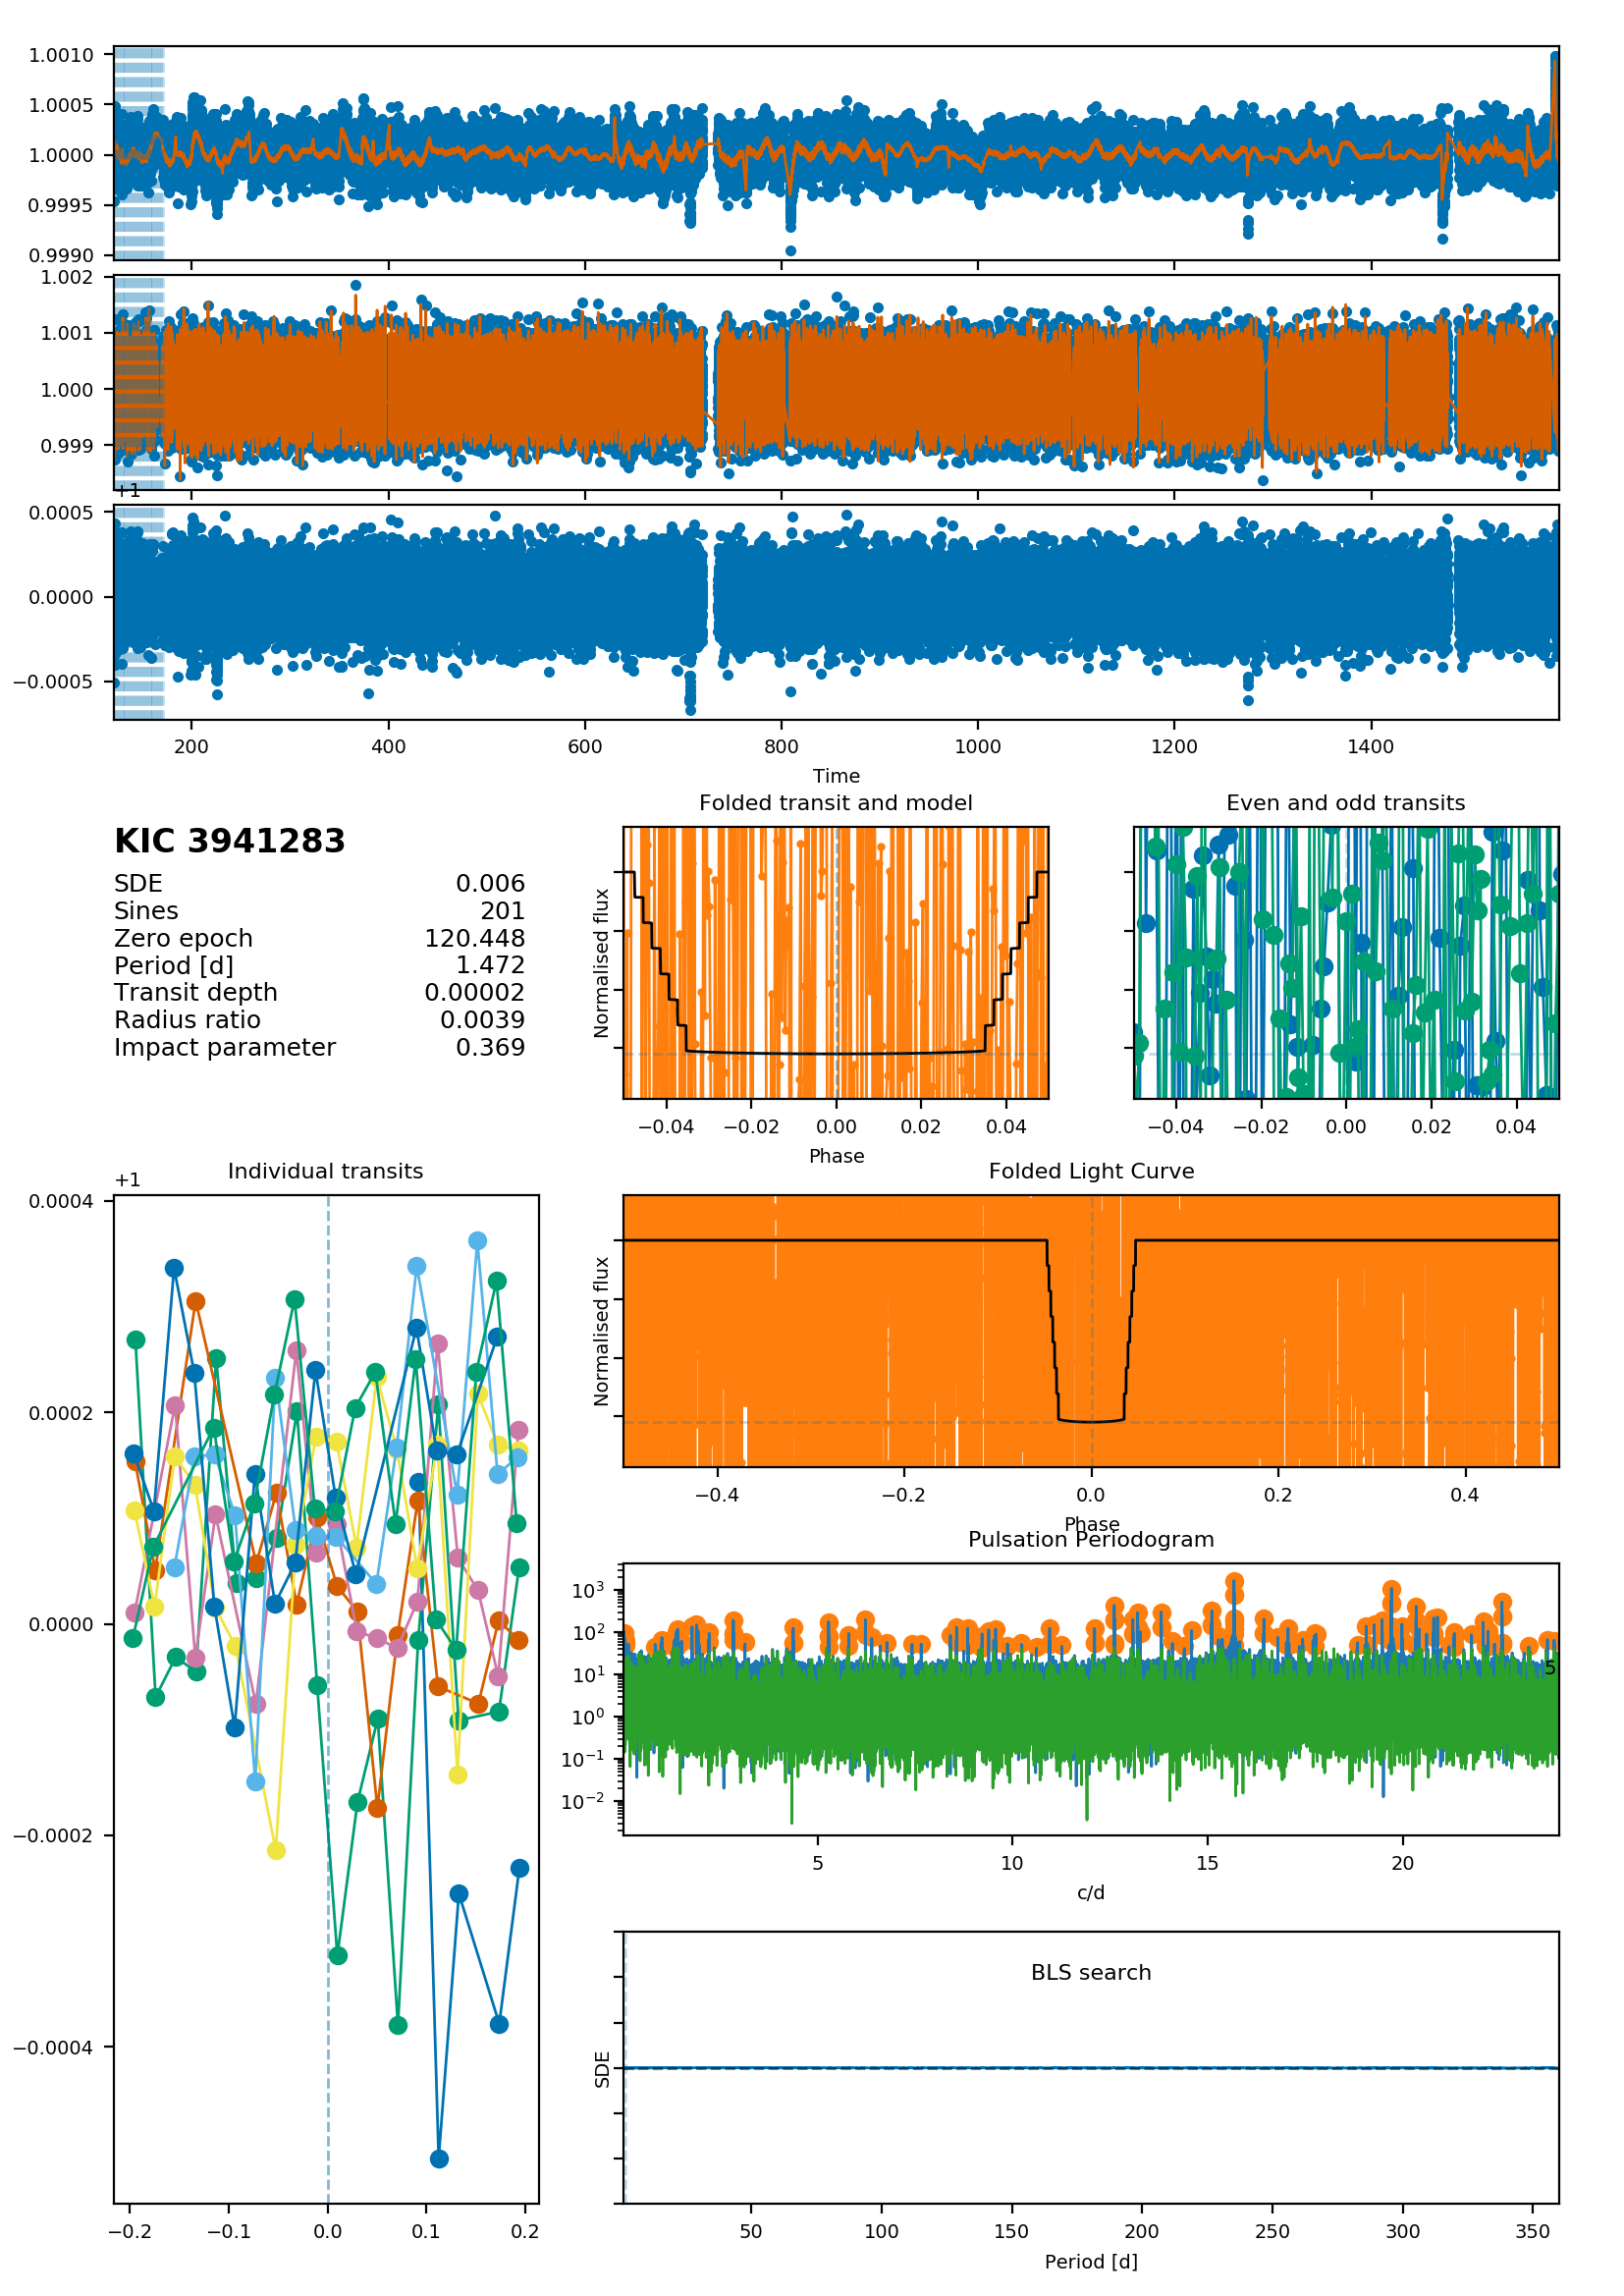 1.0010
1.0005
1.0000
0.9995
0.9990
1.002
1.001
1.000
0.999
+1
0.0005
0.0000
−0.0005
200 400 600 800 1000 1200 1400
Time
KIC 3941283
SDE 0.006
Sines 201
Zero epoch 120.448
Period [d] 1.472
Transit depth 0.00002
Radius ratio 0.0039
Impact parameter 0.369
Folded transit and model
Normalised flux
−0.04 −0.02 0.00 0.02 0.04
Phase
Even and odd transits
−0.04 −0.02 0.00 0.02 0.04
Individual transits
+1
0.0004
0.0002
0.0000
−0.0002
−0.0004
−0.2 −0.1 0.0 0.1 0.2
Folded Light Curve
Normalised flux
−0.4 −0.2 0.0 0.2 0.4
Phase
Pulsation Periodogram
10³
10²
10¹
10⁰
10⁻¹
10⁻²
5
5 10 15 20
c/d
BLS search
SDE
50 100 150 200 250 300 350
Period [d]